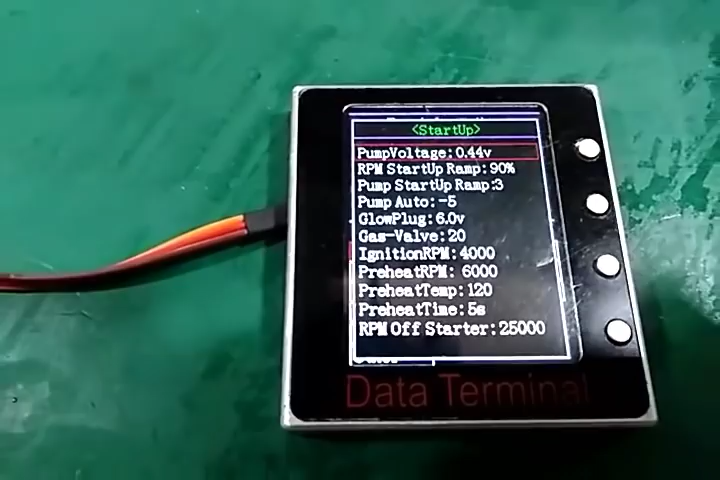 <StartUp>
PumpVoltage:0.44v
RPM StartUp Ramp:90%
Pump StartUp Ramp:3
Pump Auto:-5
GlowPlug:6.0v
Gas-Valve:20
IgnitionRPM:4000
PreheatRPM: 6000
PreheatTemp:120
PreheatTime:5s
RPM Off Starter:25000
Data Terminal